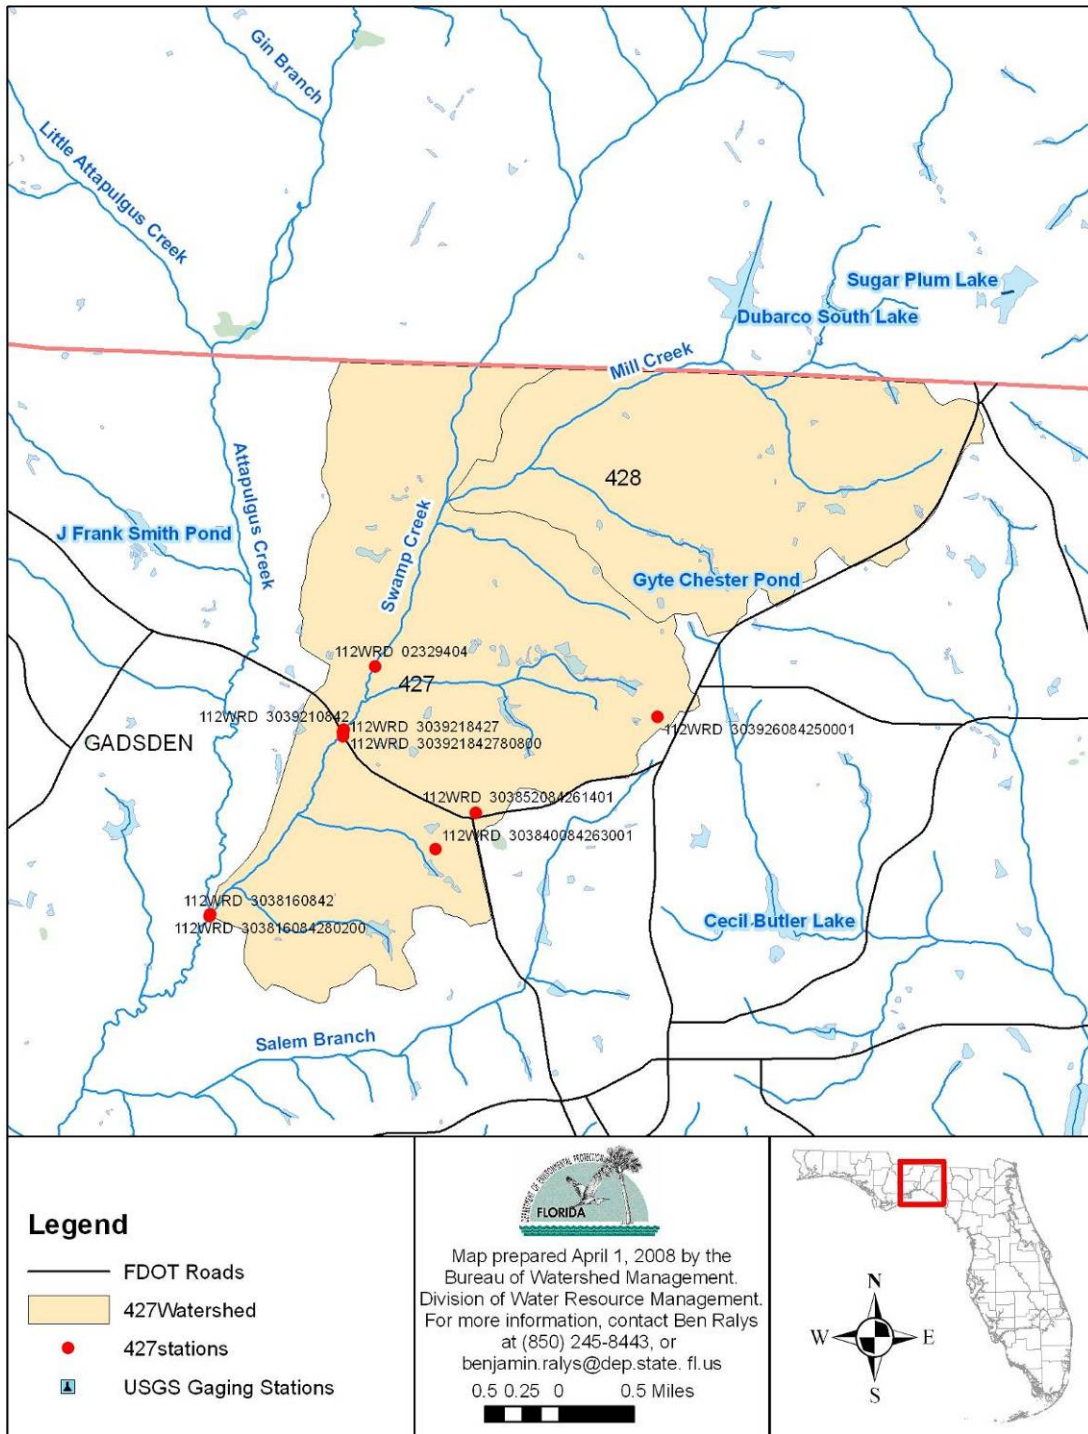 Gin Branch
Little Attapulgus Creek
Sugar Plum Lake
Dubarco South Lake
Mill Creek
Attapulgus Creek
428
J Frank Smith Pond
Swamp Creek
Gyte Chester Pond
112WRD 02329404
427
112WRD 3039210842
112WRD 3039218427
112WRD 303921842780800
112WRD 303926084250001
GADSDEN
112WRD 303852084261401
112WRD 303840084263001
112WRD 3038160842
112WRD 303816084280200
Cecil Butler Lake
Salem Branch
Legend
FDOT Roads
427Watershed
427stations
USGS Gaging Stations
DEPARTMENT OF ENVIRONMENTAL PROTECTION
FLORIDA
Map prepared April 1, 2008 by the
Bureau of Watershed Management.
Division of Water Resource Management.
For more information, contact Ben Ralys
at (850) 245-8443, or
benjamin.ralys@dep.state. fl.us
0.5 0.25 0 0.5 Miles
N
W E
S